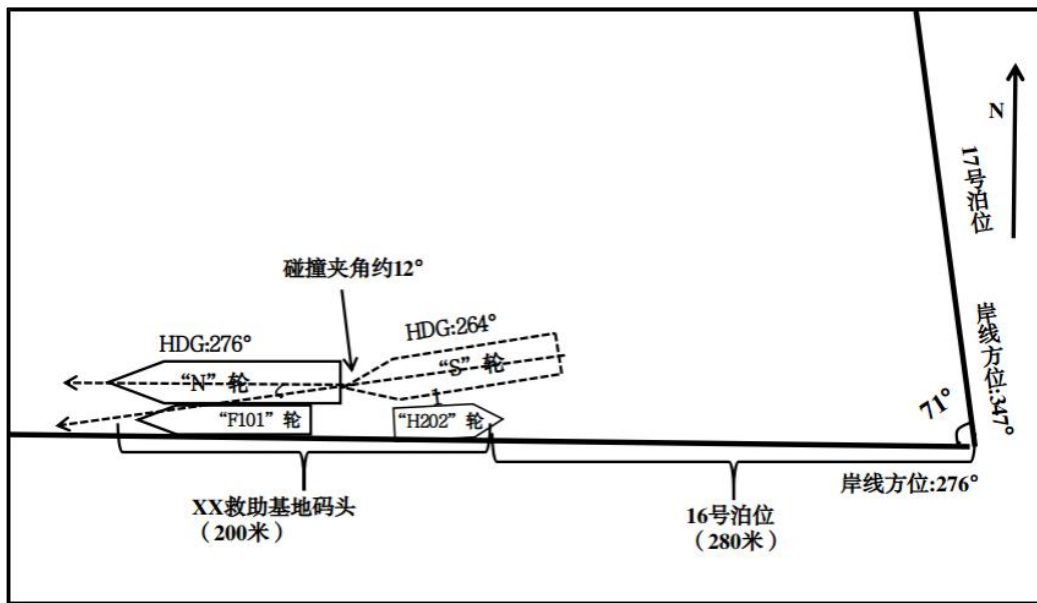 N
17号泊位
碰撞夹角约12°
HDG:276°
HDG:264°
岸线方位:347°
“N”轮
“S”轮
71°
“F101”轮
“H202”轮
岸线方位:276°
XX救助基地码头
（200米）
16号泊位
（280米）